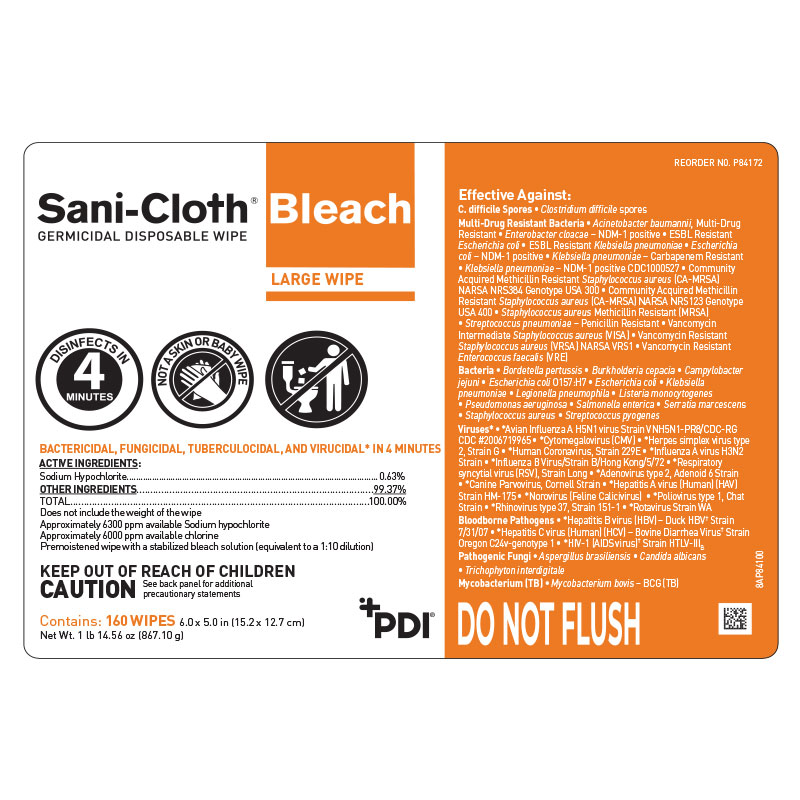 Sani-Cloth® Bleach
GERMICIDAL DISPOSABLE WIPE
LARGE WIPE
DISINFECTS IN
4
MINUTES
NOT A SKIN OR BABY WIPE
BACTERICIDAL, FUNGICIDAL, TUBERCULOCIDAL, AND VIRUCIDAL* IN 4 MINUTES
ACTIVE INGREDIENTS:
Sodium Hypochlorite....0.63%
OTHER INGREDIENTS....99.37%
TOTAL....100.00%
Does not include the weight of the wipe
Approximately 6300 ppm available Sodium hypochlorite
Approximately 6000 ppm available chlorine
Premoistened wipe with a stabilized bleach solution (equivalent to a 1:10 dilution)
KEEP OUT OF REACH OF CHILDREN
CAUTION See back panel for additional
precautionary statements
Contains: 160 WIPES 6.0 x 5.0 in (15.2 x 12.7 cm)
Net Wt. 1 lb 14.56 oz (867.10 g)
PDI®
REORDER NO. P84172
Effective Against:
C. difficile Spores • Clostridium difficile spores
Multi-Drug Resistant Bacteria • Acinetobacter baumannii, Multi-Drug
Resistant • Enterobacter cloacae – NDM-1 positive • ESBL Resistant
Escherichia coli • ESBL Resistant Klebsiella pneumoniae • Escherichia
coli – NDM-1 positive • Klebsiella pneumoniae – Carbapenem Resistant
• Klebsiella pneumoniae – NDM-1 positive CDC1000527 • Community
Acquired Methicillin Resistant Staphylococcus aureus (CA-MRSA)
NARSA NRS384 Genotype USA 300 • Community Acquired Methicillin
Resistant Staphylococcus aureus (CA-MRSA) NARSA NRS123 Genotype
USA 400 • Staphylococcus aureus Methicillin Resistant (MRSA)
• Streptococcus pneumoniae – Penicillin Resistant • Vancomycin
Intermediate Staphylococcus aureus (VISA) • Vancomycin Resistant
Staphylococcus aureus (VRSA) NARSA VRS1 • Vancomycin Resistant
Enterococcus faecalis (VRE)
Bacteria • Bordetella pertussis • Burkholderia cepacia • Campylobacter
jejuni • Escherichia coli O157:H7 • Escherichia coli • Klebsiella
pneumoniae • Legionella pneumophila • Listeria monocytogenes
• Pseudomonas aeruginosa • Salmonella enterica • Serratia marcescens
• Staphylococcus aureus • Streptococcus pyogenes
Viruses* • *Avian Influenza A H5N1 virus Strain VNH5N1-PR8/CDC-RG
CDC #2006719965 • *Cytomegalovirus (CMV) • *Herpes simplex virus type
2, Strain G • *Human Coronavirus, Strain 229E • *Influenza A virus H3N2
Strain • *Influenza B Virus/Strain B/Hong Kong/5/72 • *Respiratory
syncytial virus (RSV), Strain Long • *Adenovirus type 2, Adenoid 6 Strain
• *Canine Parvovirus, Cornell Strain • *Hepatitis A virus (Human) (HAV)
Strain HM-175 • *Norovirus (Feline Calicivirus) • *Poliovirus type 1, Chat
Strain • *Rhinovirus type 37, Strain 151-1 • *Rotavirus Strain WA
Bloodborne Pathogens • *Hepatitis B virus (HBV) – Duck HBV† Strain
7/31/07 • *Hepatitis C virus (Human) (HCV) – Bovine Diarrhea Virus† Strain
Oregon C24v-genotype 1 • *HIV-1 (AIDS virus)† Strain HTLV-IIIB
Pathogenic Fungi • Aspergillus brasiliensis • Candida albicans
• Trichophyton interdigitale
Mycobacterium (TB) • Mycobacterium bovis – BCG (TB)
DO NOT FLUSH
8AP84100